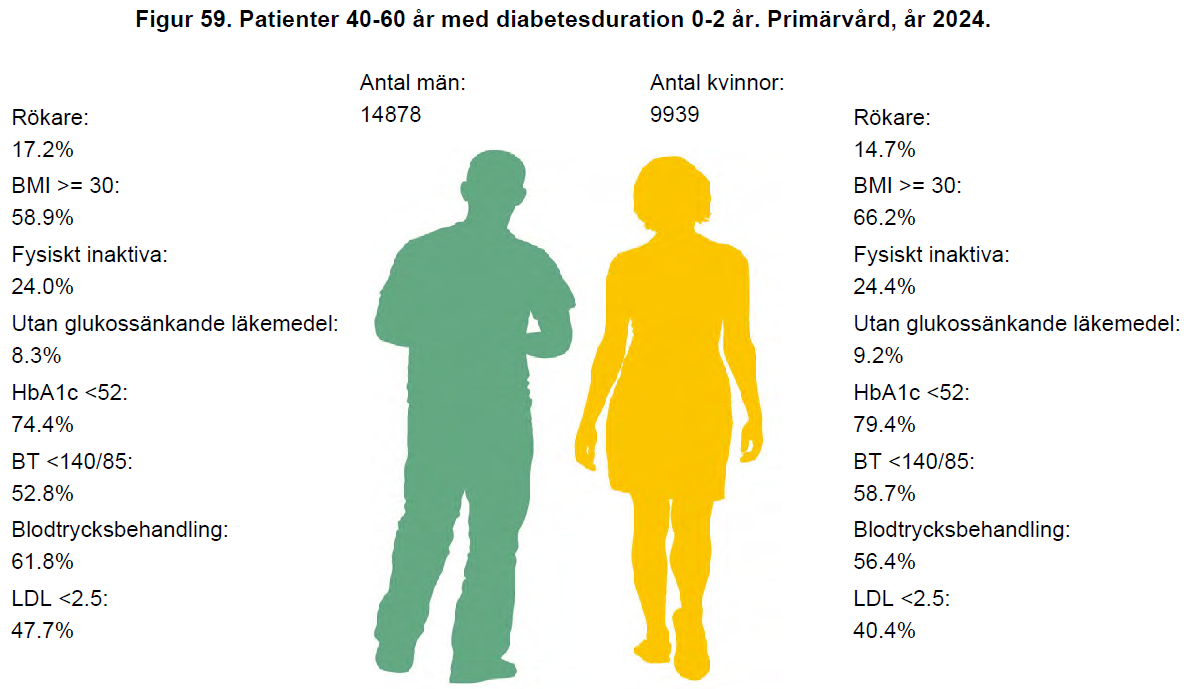 Figur 59. Patienter 40-60 år med diabetesduration 0-2 år. Primärvård, år 2024.
Antal män:
14878
Antal kvinnor:
9939
Rökare:
17.2%
BMI >= 30:
58.9%
Fysiskt inaktiva:
24.0%
Utan glukossänkande läkemedel:
8.3%
HbA1c <52:
74.4%
BT <140/85:
52.8%
Blodtrycksbehandling:
61.8%
LDL <2.5:
47.7%
Rökare:
14.7%
BMI >= 30:
66.2%
Fysiskt inaktiva:
24.4%
Utan glukossänkande läkemedel:
9.2%
HbA1c <52:
79.4%
BT <140/85:
58.7%
Blodtrycksbehandling:
56.4%
LDL <2.5:
40.4%